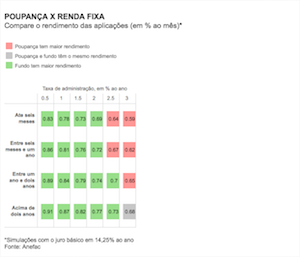 POUPANÇA X RENDA FIXA
Compare o rendimento das aplicações (em % ao mês)*
Poupança tem maior rendimento
Poupança e fundo têm o mesmo rendimento
Fundo tem maior rendimento
Taxa de administração, em % ao ano
0.5 1 1.5 2 2.5 3
Até seis meses
0.83 0.78 0.73 0.69 0.64 0.59
Entre seis meses e um ano
0.86 0.81 0.76 0.72 0.67 0.62
Entre um ano e dois anos
0.89 0.84 0.79 0.74 0.7 0.65
Acima de dois anos
0.91 0.87 0.82 0.77 0.73 0.68
*Simulações com o juro básico em 14,25% ao ano
Fonte: Anefac